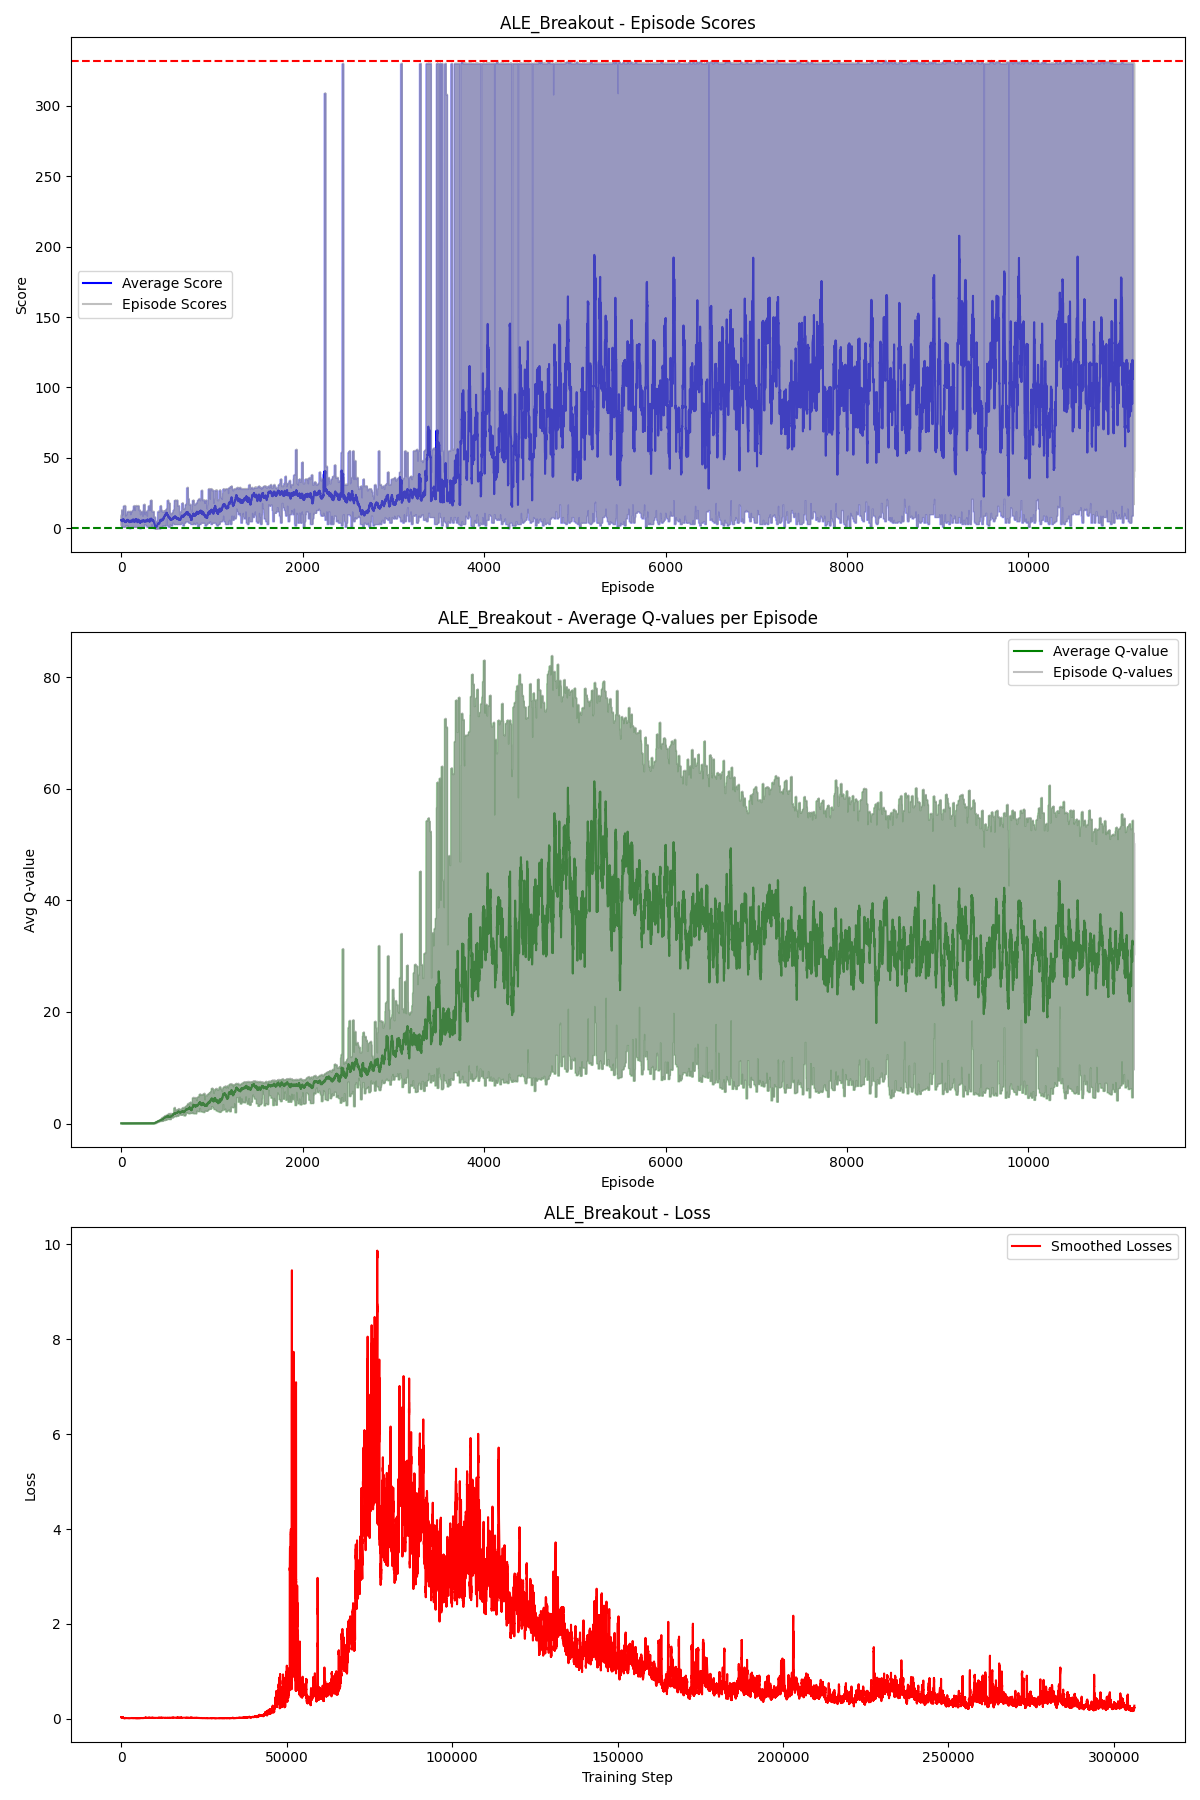 ALE_Breakout - Episode Scores
Score
300
250
200
150
100
50
0
Average Score
Episode Scores
0 2000 4000 6000 8000 10000
Episode
ALE_Breakout - Average Q-values per Episode
Avg Q-value
80
60
40
20
0
Average Q-value
Episode Q-values
0 2000 4000 6000 8000 10000
Episode
ALE_Breakout - Loss
Loss
10
8
6
4
2
0
Smoothed Losses
0 50000 100000 150000 200000 250000 300000
Training Step